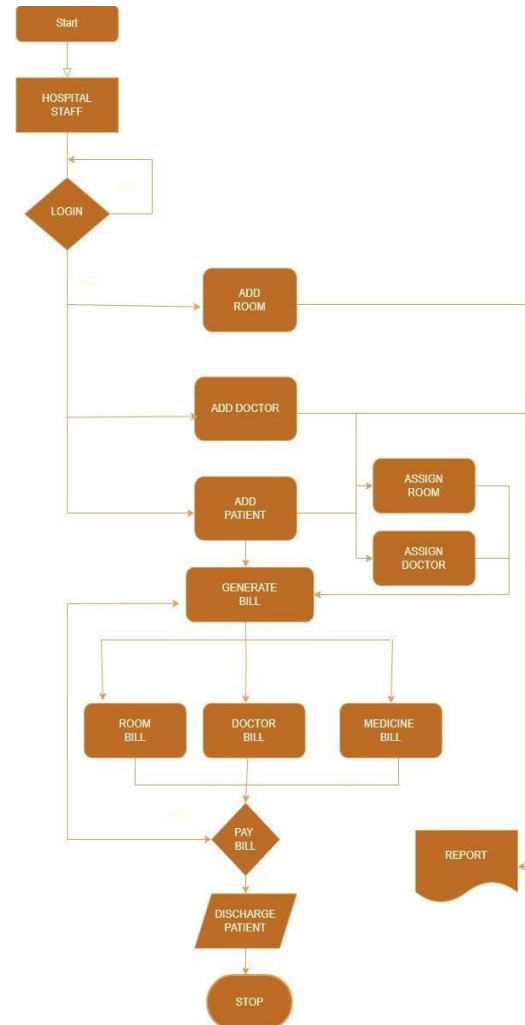 Start
HOSPITAL
STAFF
LOGIN
ADD
ROOM
ADD DOCTOR
ASSIGN
ROOM
ADD
PATIENT
ASSIGN
DOCTOR
GENERATE
BILL
ROOM
BILL
DOCTOR
BILL
MEDICINE
BILL
PAY
BILL
REPORT
DISCHARGE
PATIENT
STOP